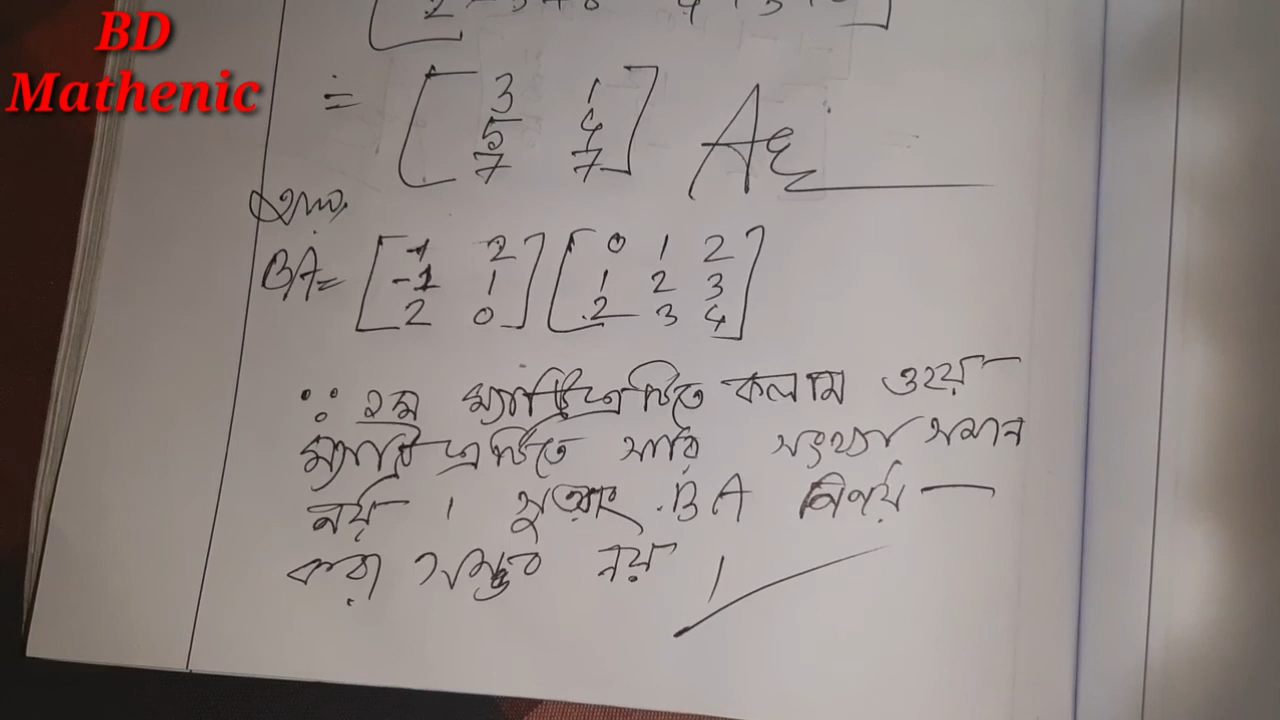 BD
Mathenic
= [ 3 1
5 4
7 7 ]
BA = [ -1 2 ] [ 0 1 2 ]
-1 1 1 2 3
2 0 2 3 4
∵ ১ম ম্যাট্রিক্সটিতে কলাম ও ২য়
ম্যাট্রিক্সটিতে সারি সংখ্যা সমান
নয়। সুতরাং BA নির্ণয়
করা সম্ভব নয়।